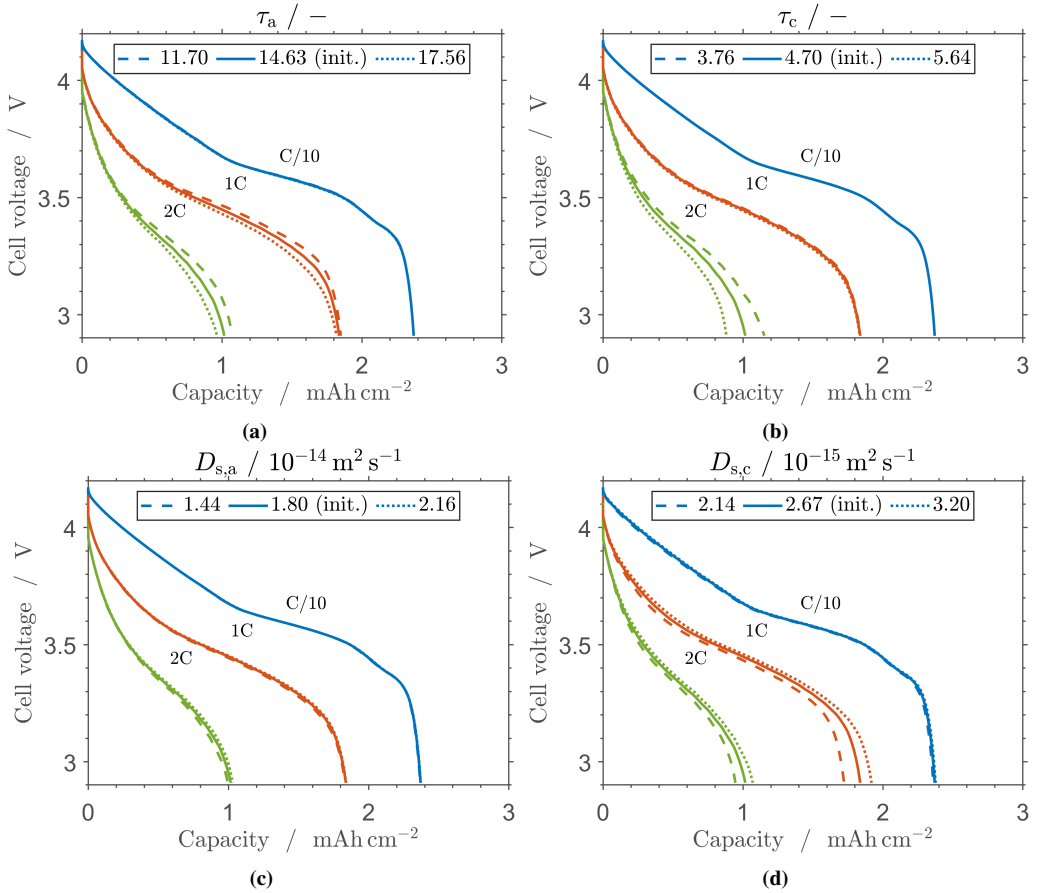 τa / −
τc / −
11.70 14.63 (init.) 17.56
3.76 4.70 (init.) 5.64
Cell voltage / V
4
3.5
3
C/10
1C
2C
0 1 2 3
Capacity / mAh cm−2
(a)
Cell voltage / V
4
3.5
3
C/10
1C
2C
0 1 2 3
Capacity / mAh cm−2
(b)
Ds,a / 10−14 m2 s−1
Ds,c / 10−15 m2 s−1
1.44 1.80 (init.) 2.16
2.14 2.67 (init.) 3.20
Cell voltage / V
4
3.5
3
C/10
1C
2C
0 1 2 3
Capacity / mAh cm−2
(c)
Cell voltage / V
4
3.5
3
C/10
1C
2C
0 1 2 3
Capacity / mAh cm−2
(d)